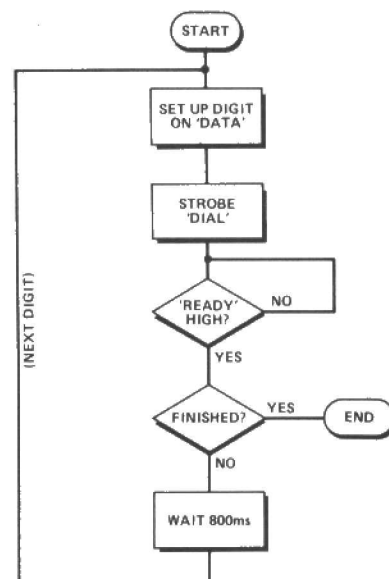 START
SET UP DIGIT
ON 'DATA'
STROBE
'DIAL'
'READY'
HIGH?
NO
YES
(NEXT DIGIT)
FINISHED?
YES
END
NO
WAIT 800ms